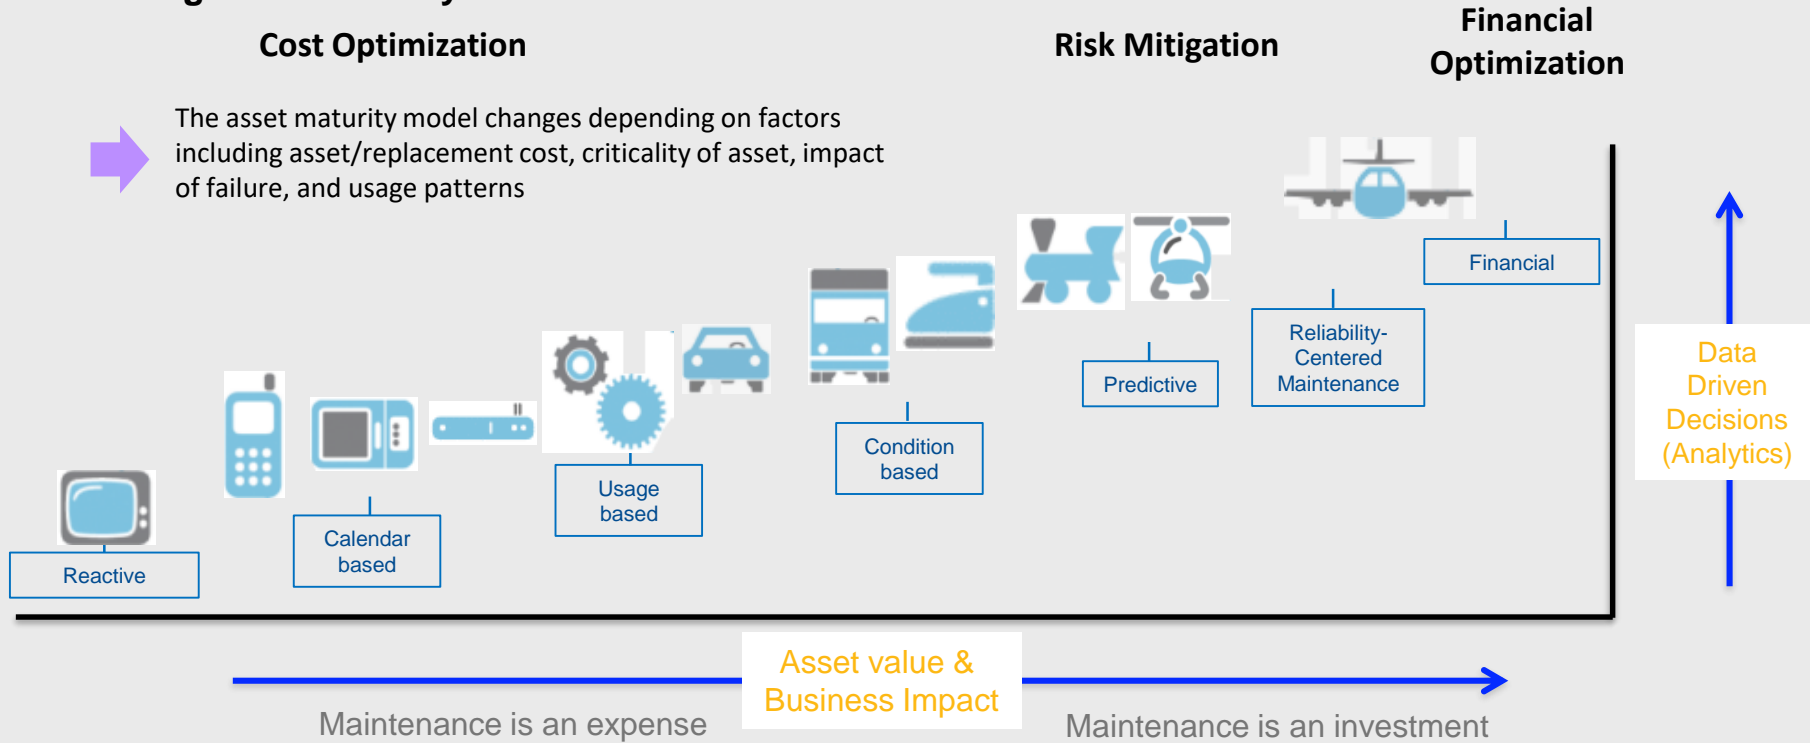 Cost Optimization
Risk Mitigation
Financial
Optimization
The asset maturity model changes depending on factors
including asset/replacement cost, criticality of asset, impact
of failure, and usage patterns
Financial
Reliability-
Centered
Maintenance
Predictive
Condition
based
Usage
based
Calendar
based
Reactive
Data
Driven
Decisions
(Analytics)
Asset value &
Business Impact
Maintenance is an expense
Maintenance is an investment